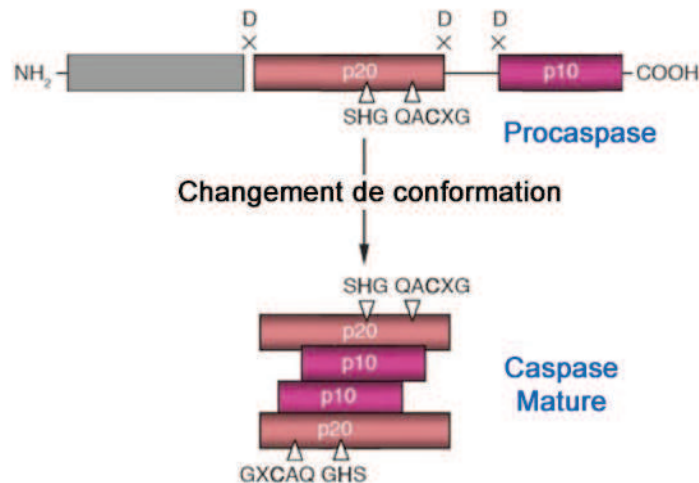 D D D
× × ×
NH2 p20 p10 COOH
SHG QACXG
Procaspase
Changement de conformation
SHG QACXG
p20
p10
p10
p20
GXCAQ GHS
Caspase
Mature